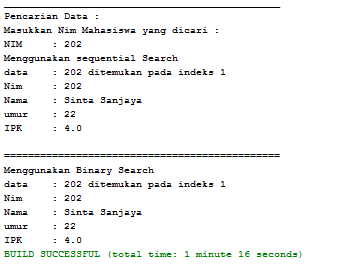 Pencarian Data :
Masukkan Nim Mahasiswa yang dicari :
NIM : 202
Menggunakan sequential Search
data : 202 ditemukan pada indeks 1
Nim : 202
Nama : Sinta Sanjaya
umur : 22
IPK : 4.0
===============================================
Menggunakan Binary Search
data : 202 ditemukan pada indeks 1
Nim : 202
Nama : Sinta Sanjaya
umur : 22
IPK : 4.0
BUILD SUCCESSFUL (total time: 1 minute 16 seconds)